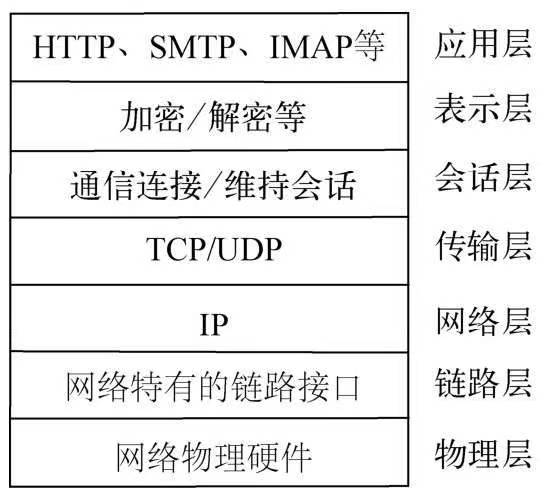 HTTP、SMTP、IMAP等 应用层
加密/解密等 表示层
通信连接/维持会话 会话层
TCP/UDP 传输层
IP 网络层
网络特有的链路接口 链路层
网络物理硬件 物理层